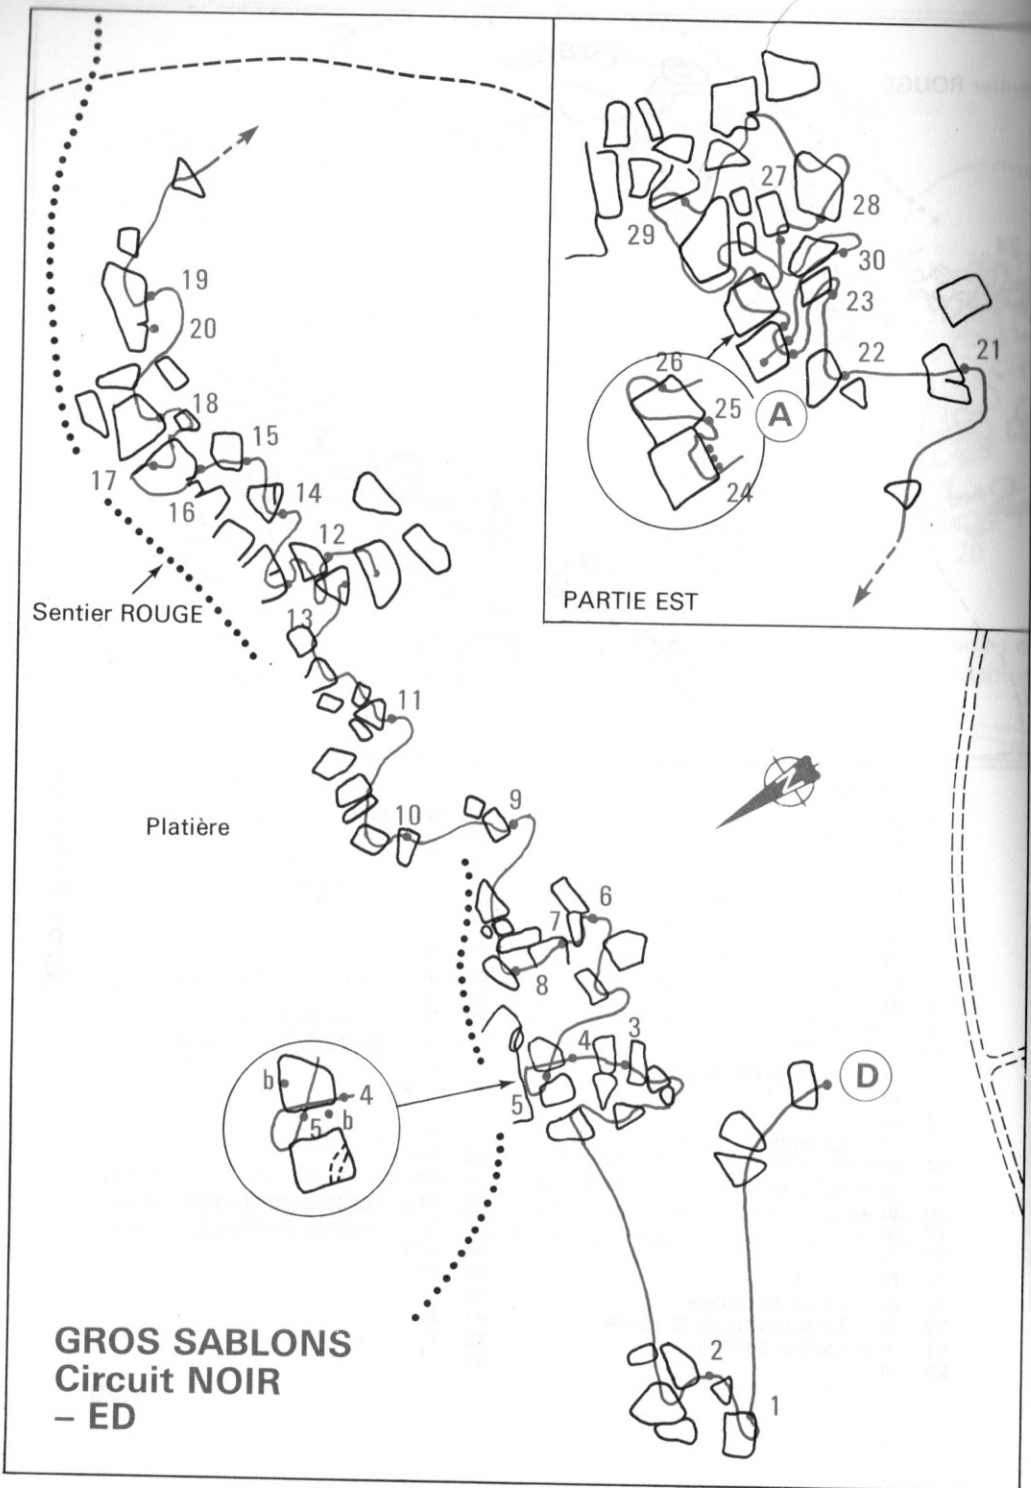 27
28
29
30
23
22
21
26
25
A
24
PARTIE EST
19
20
18
15
17
16
14
12
Sentier ROUGE
13
11
Platière
10
9
N
6
7
8
4
3
5
D
b
4
5
b
2
1
GROS SABLONS
Circuit NOIR
– ED